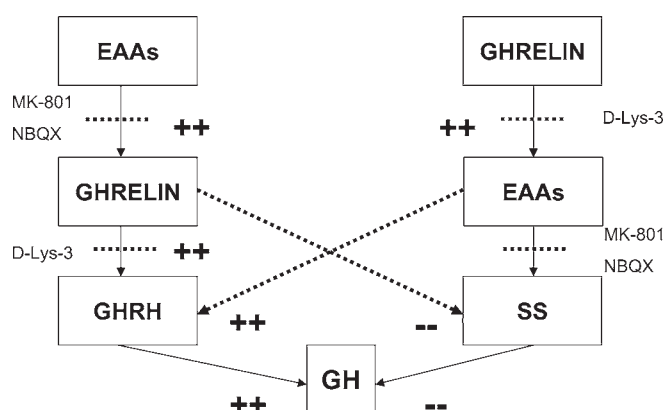 EAAs GHRELIN
MK-801
NBQX
++ ++ D-Lys-3
GHRELIN EAAs
D-Lys-3 ++ MK-801
NBQX
GHRH ++ -- SS
GH
++ --